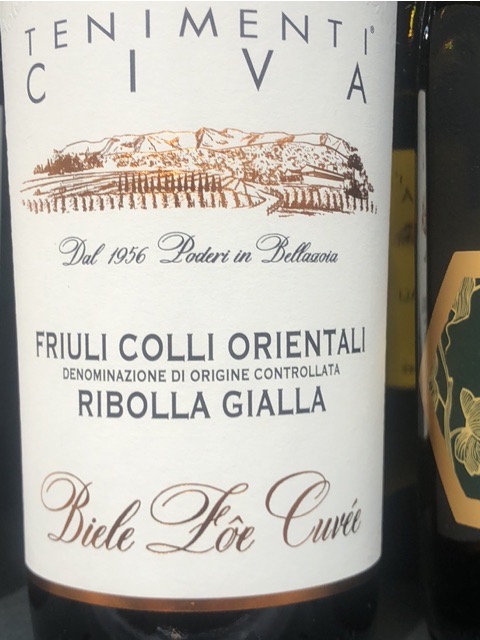 TENIMENTI®
CIVA
Dal 1956 Poderi in Bellazoia
FRIULI COLLI ORIENTALI
DENOMINAZIONE DI ORIGINE CONTROLLATA
RIBOLLA GIALLA
Biele Zôe Cuvée